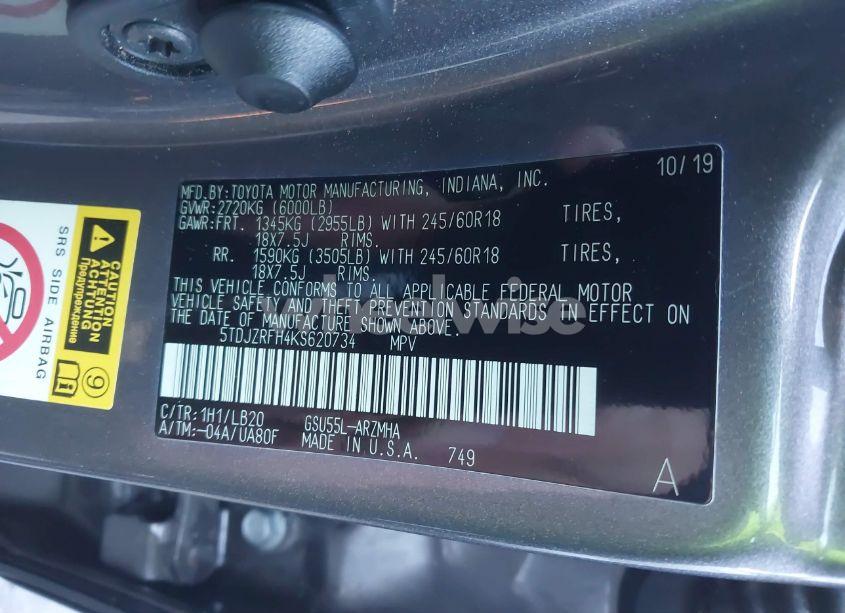 10/19
MFD.BY:TOYOTA MOTOR MANUFACTURING, INDIANA, INC.
GVWR:2720KG (6000LB)
GAWR:FRT. 1345KG (2955LB) WITH 245/60R18 TIRES,
18X7.5J RIMS.
RR. 1590KG (3505LB) WITH 245/60R18 TIRES,
18X7.5J RIMS.
THIS VEHICLE CONFORMS TO ALL APPLICABLE FEDERAL MOTOR
VEHICLE SAFETY AND THEFT PREVENTION STANDARDS IN EFFECT ON
THE DATE OF MANUFACTURE SHOWN ABOVE.
5TDJZRFH4KS620734 MPV
C/TR:1H1/LB20 GSU55L-ARZMHA
A/TM:-04A/UA80F MADE IN U.S.A. 749
A
SRS SIDE AIRBAG
CAUTION
ATTENTION
ACHTUNG
Предупреждение
9